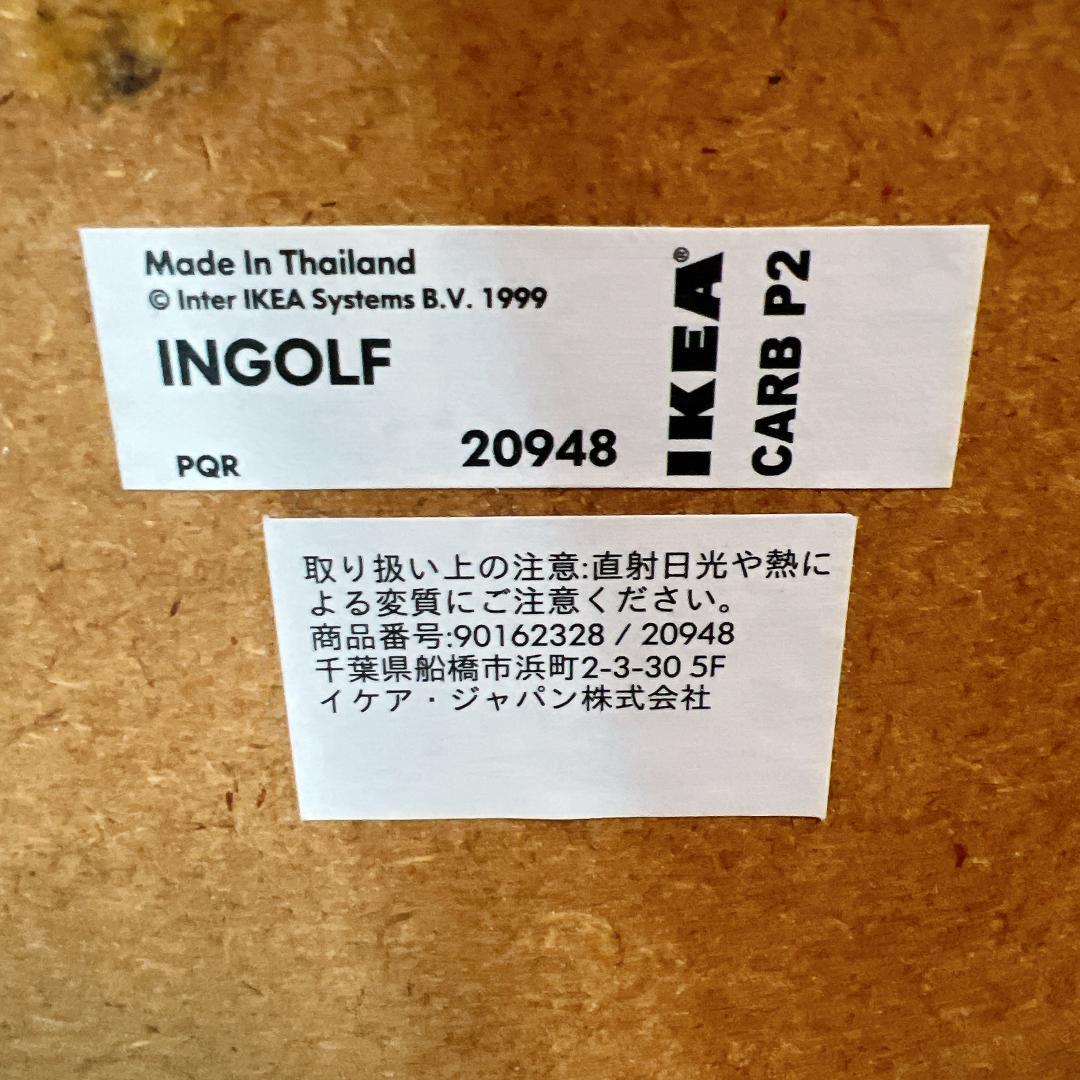 Made In Thailand
© Inter IKEA Systems B.V. 1999
INGOLF
PQR
20948
IKEA®
CARB P2
取り扱い上の注意:直射日光や熱に
よる変質にご注意ください。
商品番号:90162328 / 20948
千葉県船橋市浜町2-3-30 5F
イケア・ジャパン株式会社